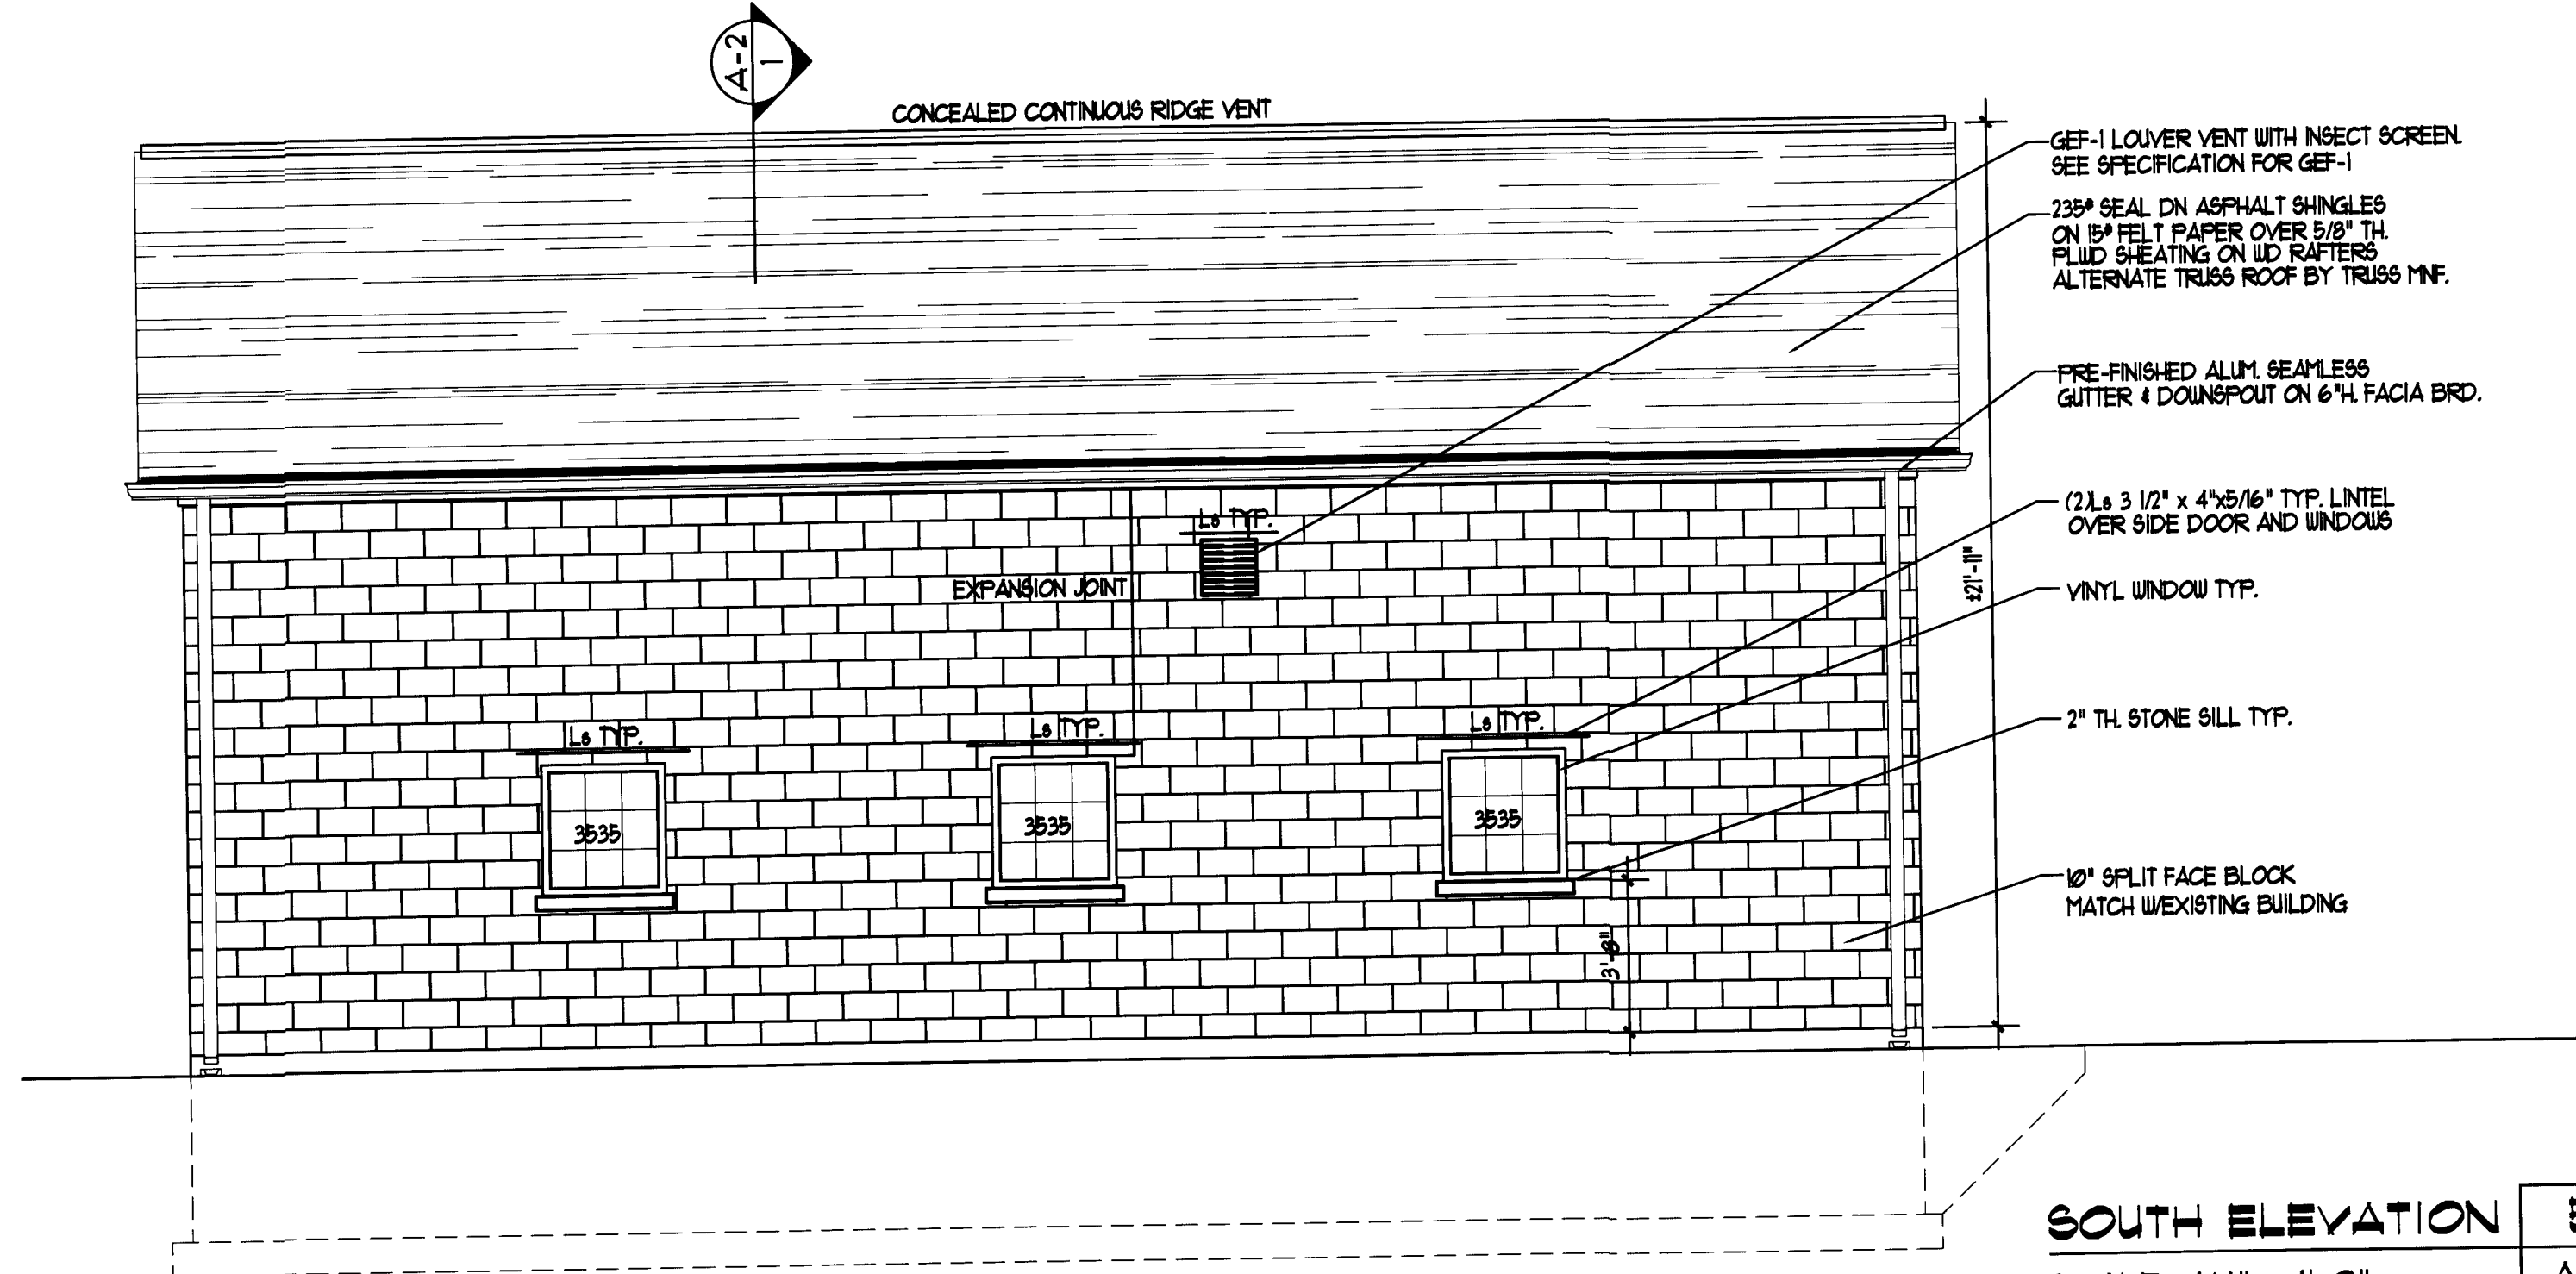 A-2
1
CONCEALED CONTINUOUS RIDGE VENT
GEF-1 LOUVER VENT WITH INSECT SCREEN.
SEE SPECIFICATION FOR GEF-1
235# SEAL DN ASPHALT SHINGLES
ON 15# FELT PAPER OVER 5/8" TH.
PLWD SHEATING ON WD RAFTERS
ALTERNATE TRUSS ROOF BY TRUSS MNF.
PRE-FINISHED ALUM. SEAMLESS
GUTTER & DOWNSPOUT ON 6"H. FACIA BRD.
(2)Ls 3 1/2" x 4"x5/16" TYP. LINTEL
OVER SIDE DOOR AND WINDOWS
±21'-11"
VINYL WINDOW TYP.
2" TH. STONE SILL TYP.
10" SPLIT FACE BLOCK
MATCH W/EXISTING BUILDING
Ls TYP.
EXPANSION JOINT
Ls TYP.
Ls TYP.
Ls TYP.
3535
3535
3535
3'-8"
SOUTH ELEVATION